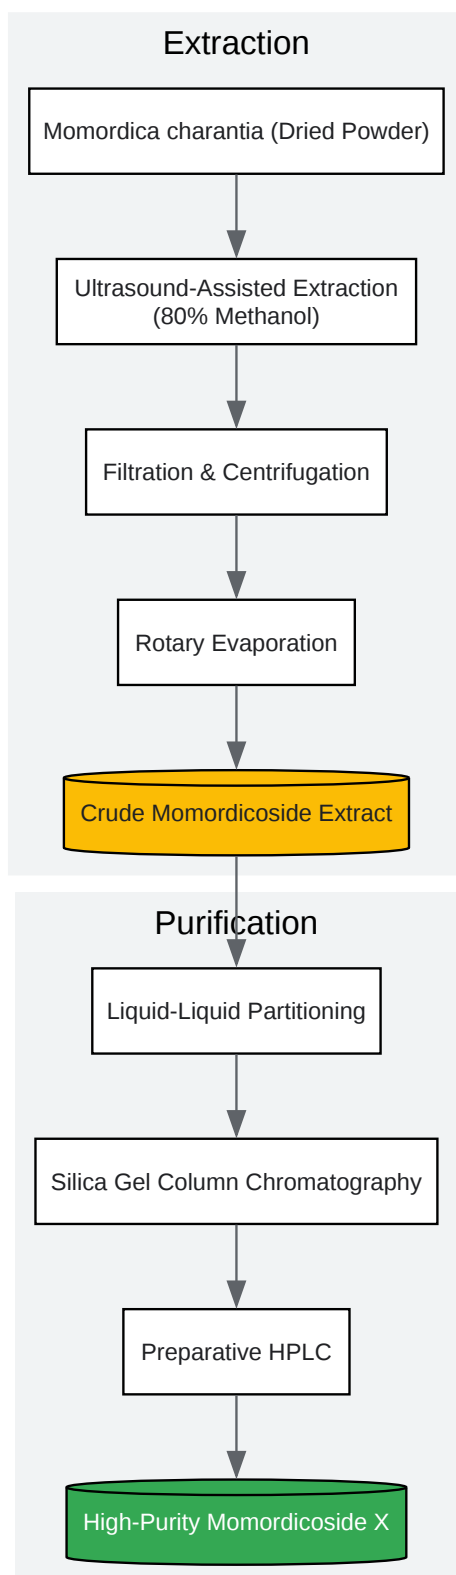 Extraction
Momordica charantia (Dried Powder)
Ultrasound-Assisted Extraction
(80% Methanol)
Filtration & Centrifugation
Rotary Evaporation
Crude Momordicoside Extract
Purification
Liquid-Liquid Partitioning
Silica Gel Column Chromatography
Preparative HPLC
High-Purity Momordicoside X